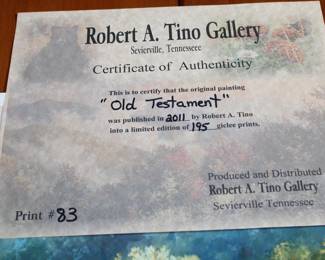 Robert A. Tino Gallery
Sevierville, Tennessee
Certificate of Authenticity
This is to certify that the original painting
"Old Testament"
was published in 2011 by Robert A. Tino
into a limited edition of 195 giclee prints.
Produced and Distributed
Robert A. Tino Gallery
Sevierville Tennessee
Print # 83